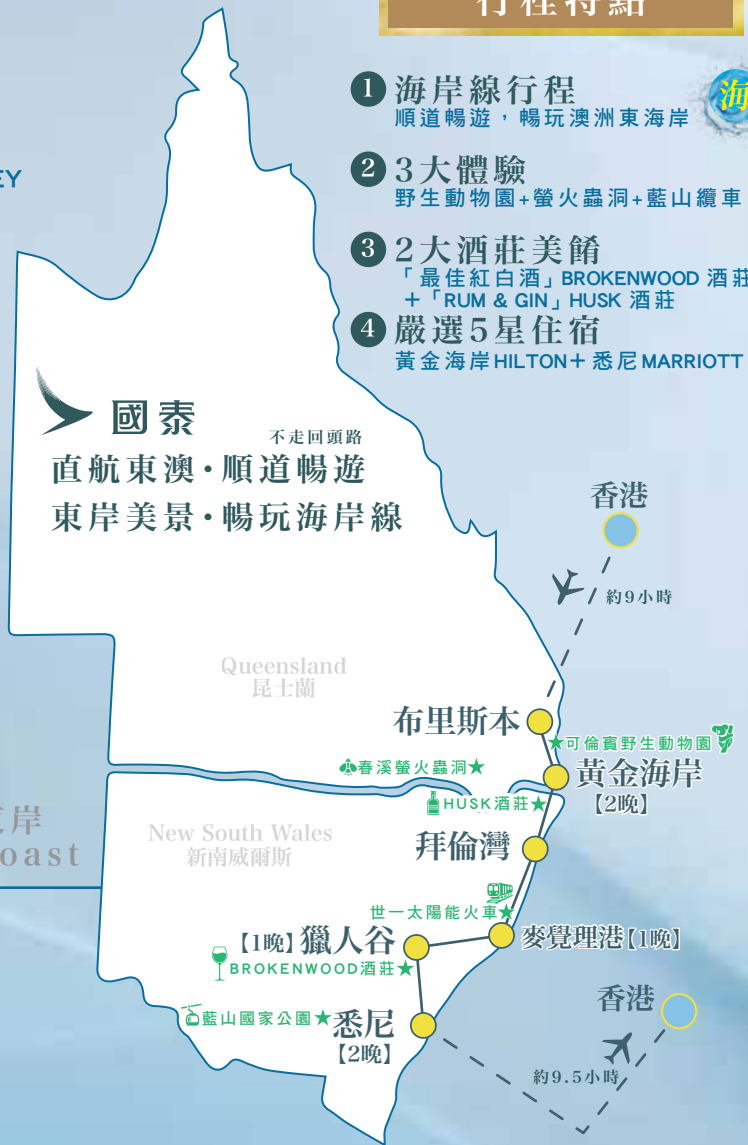 行程特點
EY
1 海岸線行程
順道暢遊，暢玩澳洲東海岸
海
2 3大體驗
野生動物園+螢火蟲洞+藍山纜車
3 2大酒莊美餚
「最佳紅白酒」BROKENWOOD 酒莊
+「RUM & GIN」HUSK 酒莊
4 嚴選5星住宿
黃金海岸HILTON+悉尼MARRIOTT
國泰
不走回頭路
直航東澳·順道暢遊
東岸美景·暢玩海岸線
香港
約9小時
Queensland
昆士蘭
布里斯本
★可倫賓野生動物園
春溪螢火蟲洞★
黃金海岸
【2晚】
HUSK酒莊★
New South Wales
新南威爾斯
拜倫灣
岸
oast
世一太陽能火車★
麥覺理港【1晚】
【1晚】獵人谷
BROKENWOOD酒莊★
藍山國家公園★
悉尼
【2晚】
香港
約9.5小時